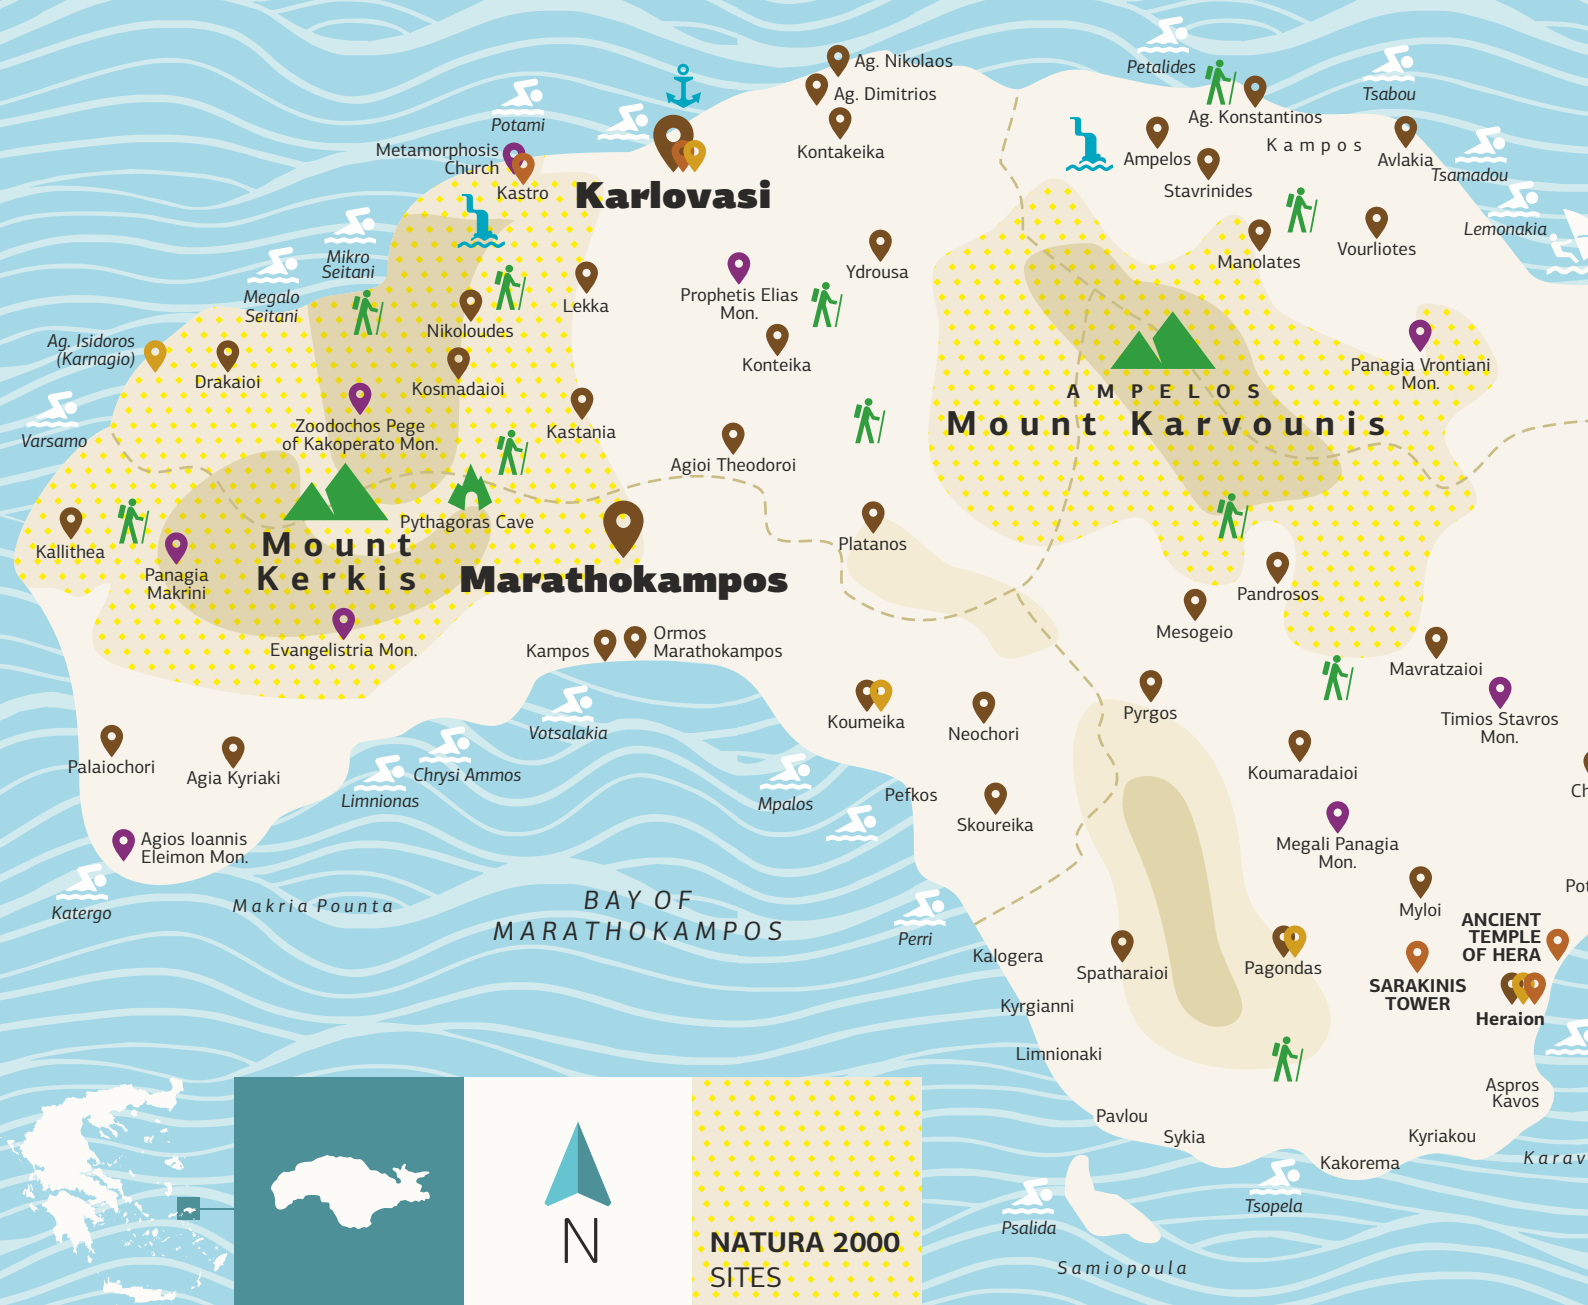 Ag. Nikolaos
Petalides
Ag. Dimitrios
Tsabou
Potami
Ag. Konstantinos
Metamorphosis
Church
Kontakeika
Kampos
Ampelos
Avlakia
Tsamadou
Kastro
Karlovasi
Stavrinides
Lemonakia
Mikro
Seitani
Vourliotes
Manolates
Ydrousa
Megalo
Seitani
Lekka
Prophetis Elias
Mon.
Nikoloudes
Ag. Isidoros
(Karnagio)
Drakaioi
Kosmadaioi
Konteika
Panagia Vrontiani
Mon.
AMPELOS
Mount Karvounis
Varsamo
Zoodochos Pege
of Kakoperato Mon.
Kastania
Agioi Theodoroi
Pythagoras Cave
Platanos
Kallithea
Mount
Kerkis
Panagia
Makrini
Marathokampos
Pandrosos
Mesogeio
Evangelistria Mon.
Kampos
Ormos
Marathokampos
Mavratzaioi
Koumeika
Neochori
Pyrgos
Timios Stavros
Mon.
Votsalakia
Palaiochori
Agia Kyriaki
Chrysi Ammos
Limnionas
Koumaradaioi
Mpalos
Pefkos
Skoureika
Ch
Agios Ioannis
Eleimon Mon.
Megali Panagia
Mon.
Katergo
Makria Pounta
BAY OF
MARATHOKAMPOS
Pot
Myloi
Perri
ANCIENT
TEMPLE
OF HERA
Kalogera
Spatharaioi
Pagondas
SARAKINIS
TOWER
Kyrgianni
Heraion
Limnionaki
Aspros
Kavos
Pavlou
Sykia
Kyriakou
Kakorema
Karav
Psalida
Tsopela
Samiopoula
N
NATURA 2000
SITES